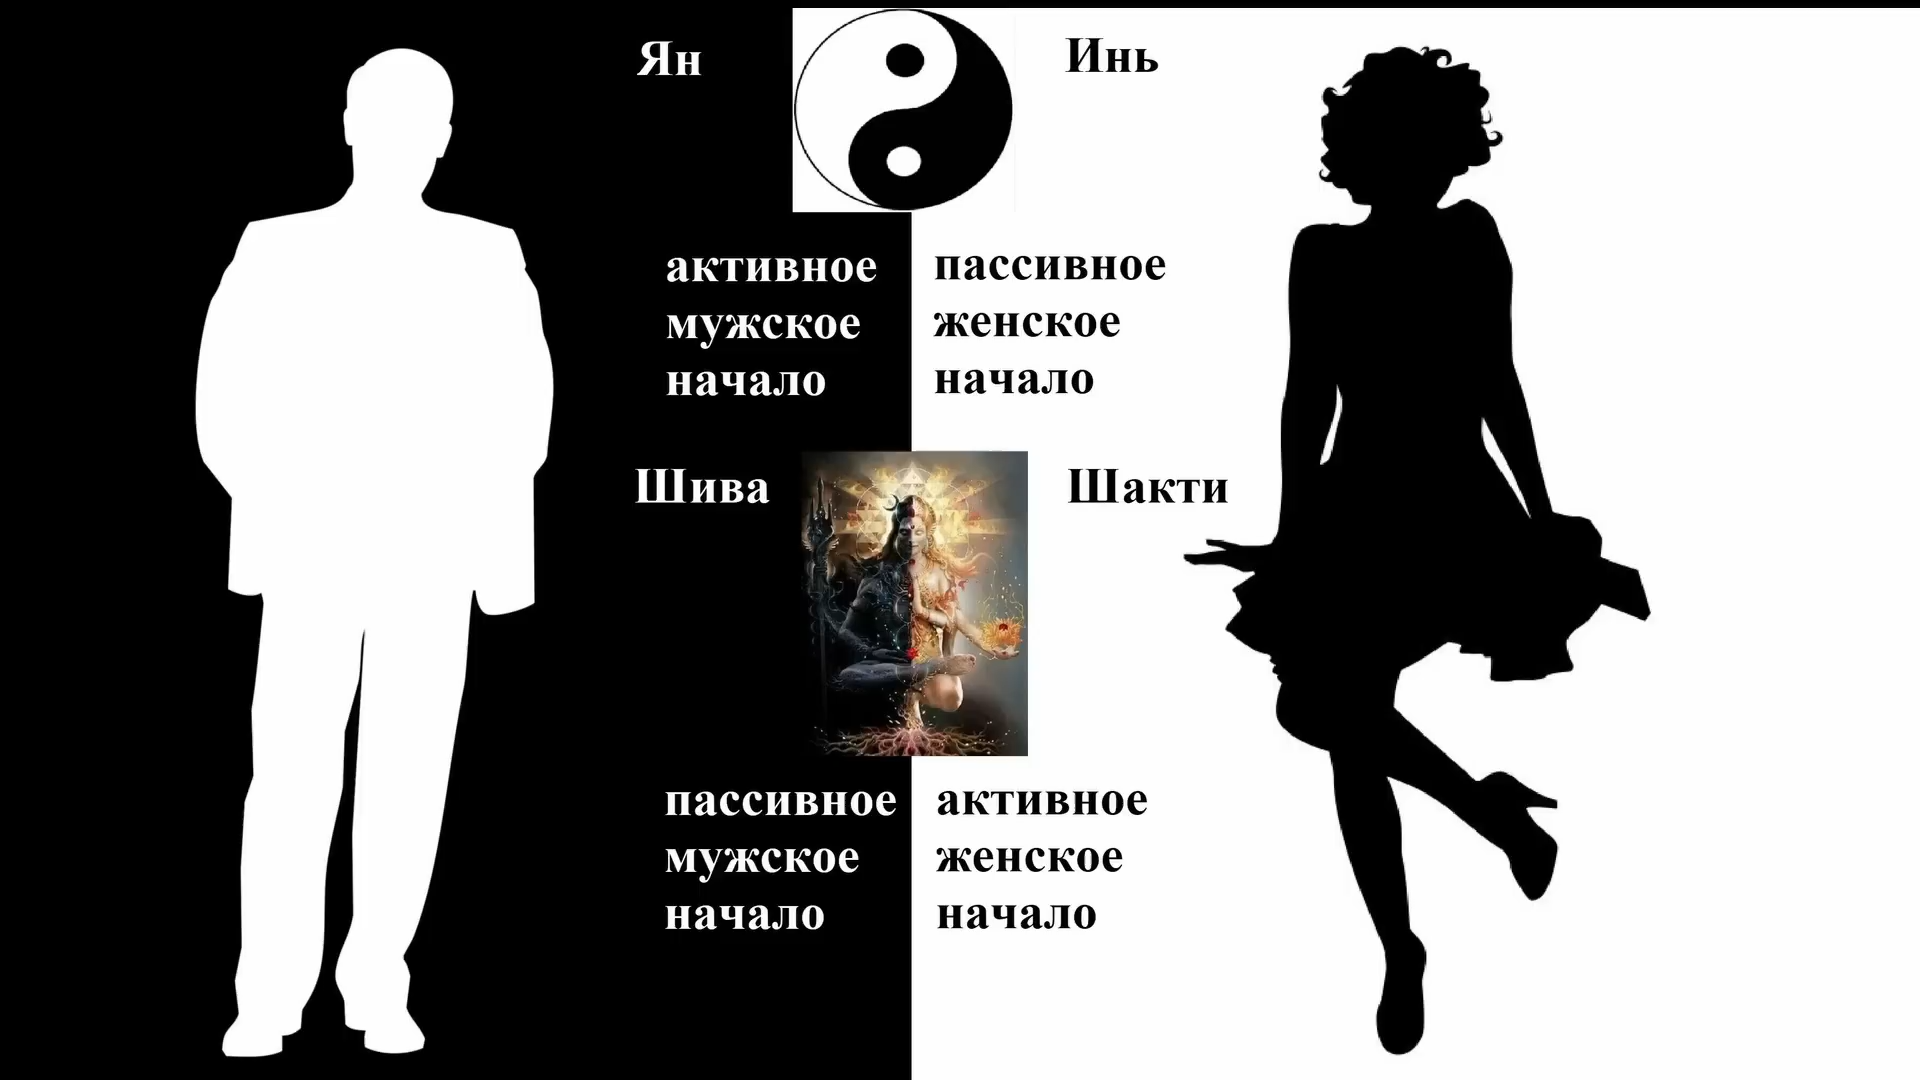 Ян
Инь
активное
мужское
начало
пассивное
женское
начало
Шива
Шакти
пассивное
мужское
начало
активное
женское
начало